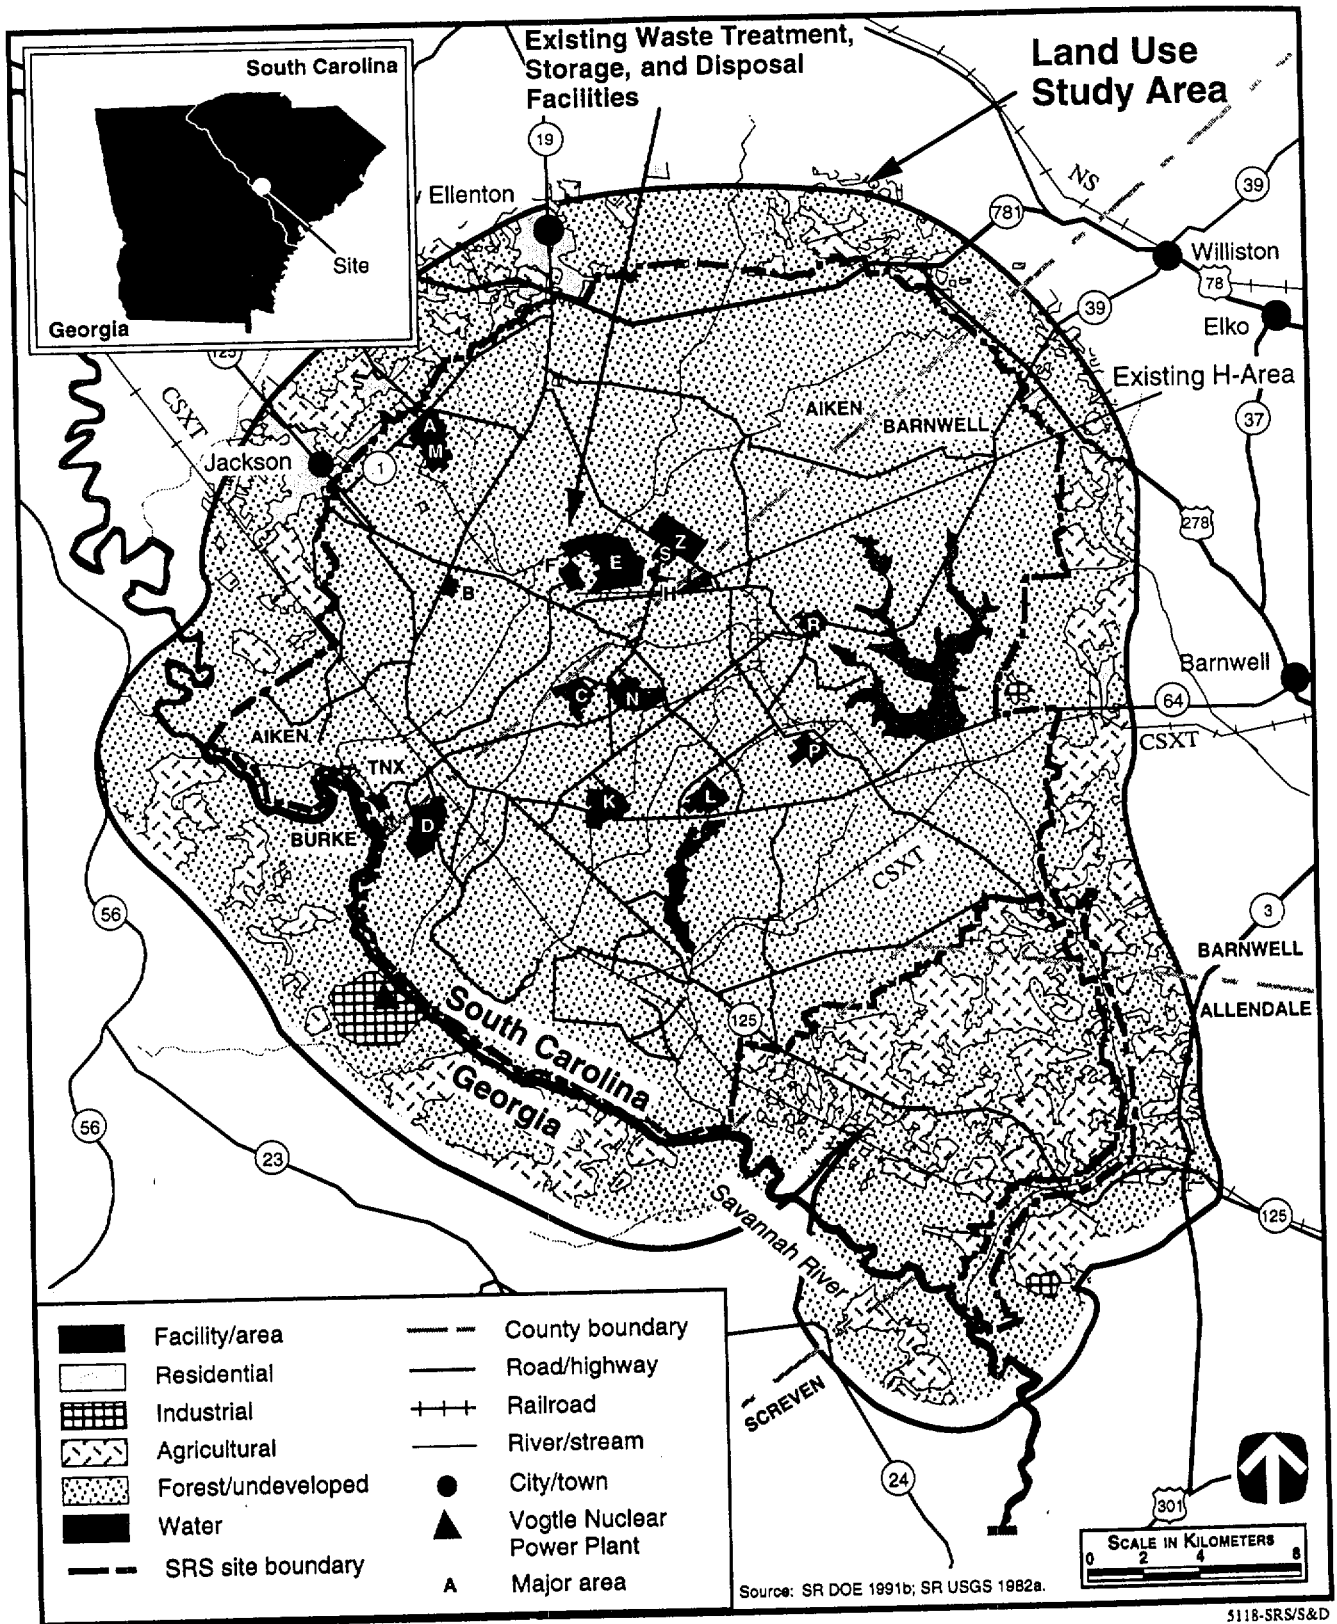 South Carolina
Site
Georgia
Existing Waste Treatment,
Storage, and Disposal
Facilities
Land Use
Study Area
19
Ellenton
NS
39
781
Williston
78
39
Elko
Existing H-Area
37
CSXT
AIKEN
BARNWELL
A
M
Jackson
1
278
Z
S
F
E
H
B
R
Barnwell
C
N
64
CSXT
AIKEN
TNX
P
K
L
D
BURKE
CSXT
56
3
BARNWELL
ALLENDALE
South Carolina
Georgia
125
56
23
Savannah River
125
SCREVEN
24
301
Facility/area
Residential
Industrial
Agricultural
Forest/undeveloped
Water
SRS site boundary
County boundary
Road/highway
Railroad
River/stream
City/town
Vogtle Nuclear
Power Plant
A Major area
SCALE IN KILOMETERS
0 2 4 8
Source: SR DOE 1991b; SR USGS 1982a.
5118-SRS/S&D